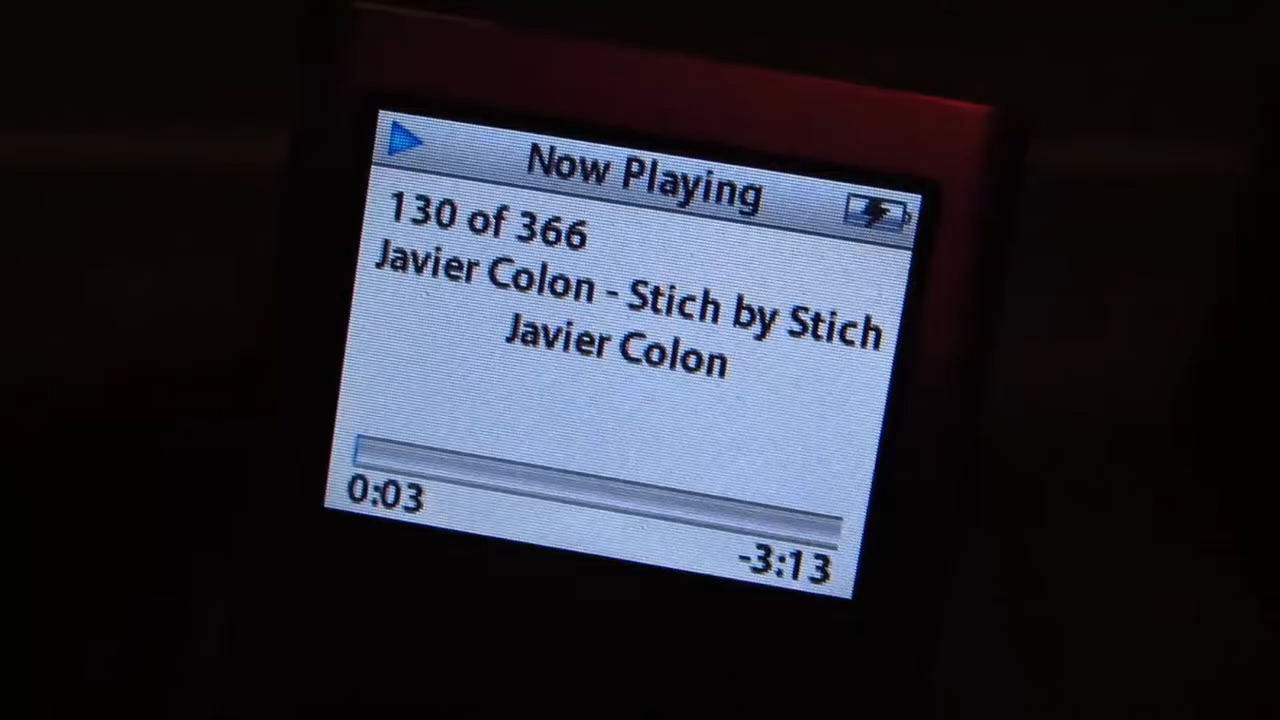 Now Playing
130 of 366
Javier Colon - Stich by Stich
Javier Colon
0:03
-3:13